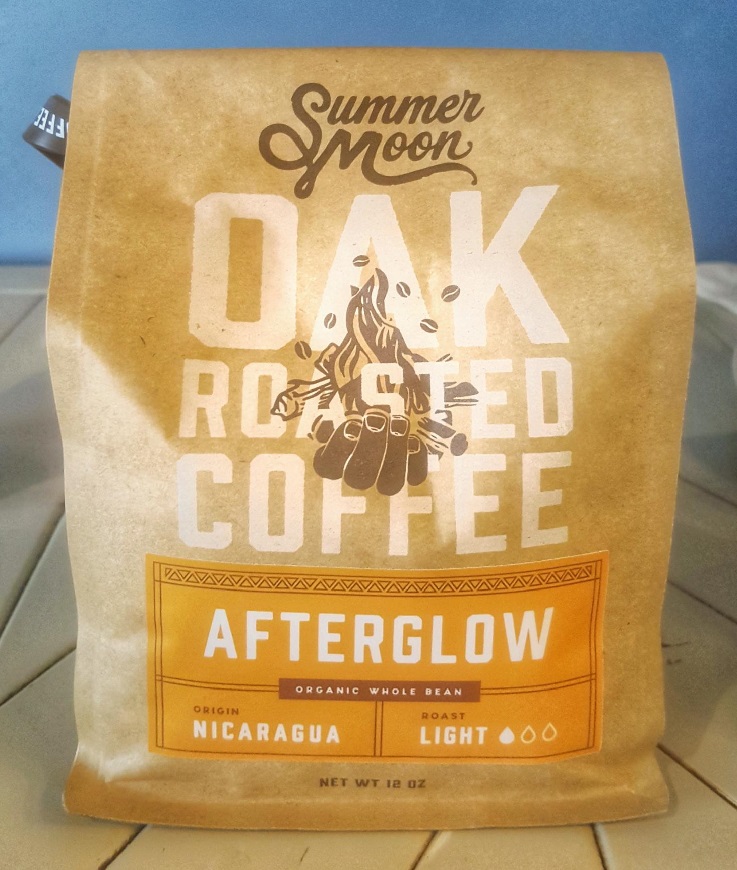 Summer
Moon
OAK
ROASTED
COFFEE
AFTERGLOW
ORGANIC WHOLE BEAN
ORIGIN
NICARAGUA
ROAST
LIGHT
NET WT 12 OZ